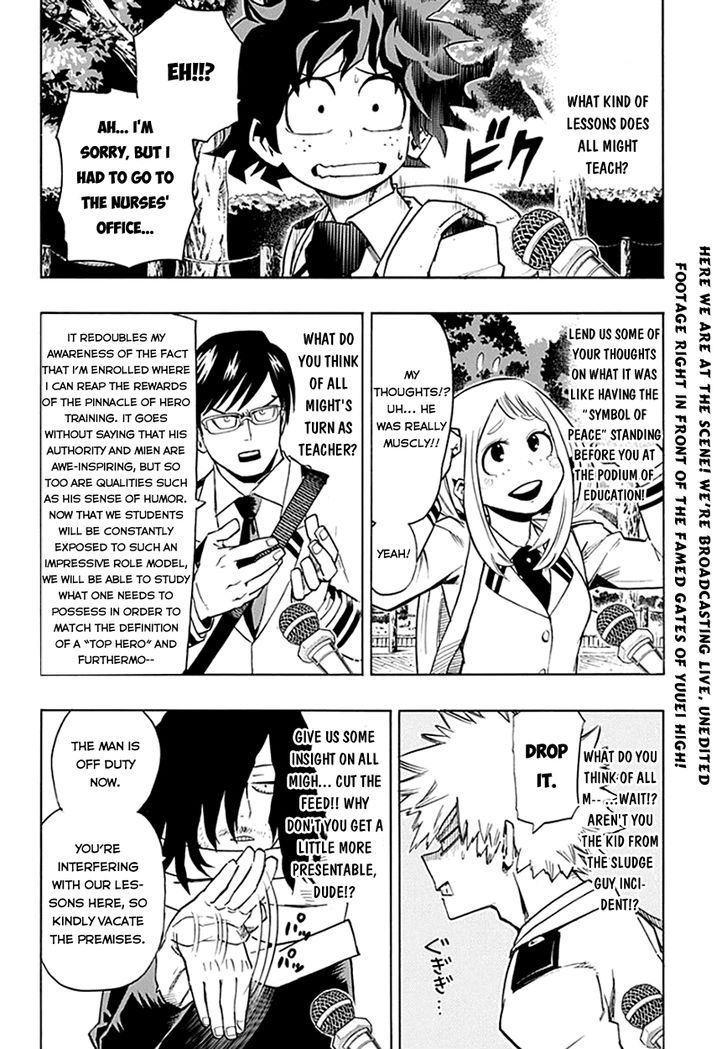 HERE WE ARE AT THE SCENE! WE'RE BROADCASTING LIVE, UNEDITED
FOOTAGE RIGHT IN FRONT OF THE FAMED GATES OF YUUEI HIGH!
WHAT KIND OF
LESSONS DOES
ALL MIGHT
TEACH?
ビクッ
EH!!?
AH... I'M
SORRY, BUT I
HAD TO GO TO
THE NURSES'
OFFICE...
LEND US SOME
OF YOUR
THOUGHTS
ON WHAT IT WAS
LIKE HAVING THE
"SYMBOL OF
PEACE" STANDING
BEFORE YOU AT
THE PODIUM OF
EDUCATION!
MY
THOUGHTS!?
UH... HE
WAS REALLY
MUSCLY!!
YEAH!
WHAT DO
YOU THINK
OF ALL
MIGHT'S
TURN AS
TEACHER?
IT REDOUBLES MY
AWARENESS OF THE FACT
THAT I'M ENROLLED WHERE
I CAN REAP THE REWARDS
OF THE PINNACLE OF HERO
TRAINING. IT GOES
WITHOUT SAYING THAT HIS
AUTHORITY AND MIEN ARE
AWE-INSPIRING, BUT SO
TOO ARE QUALITIES SUCH
AS HIS SENSE OF HUMOR.
NOW THAT WE STUDENTS
WILL BE CONSTANTLY
EXPOSED TO SUCH AN
IMPRESSIVE ROLE MODEL,
WE WILL BE ABLE TO STUDY
WHAT ONE NEEDS TO
POSSESS IN ORDER TO
MATCH THE DEFINITION
OF A "TOP HERO" AND
FURTHERMO--
WHAT DO YOU
THINK OF ALL
M-- ...WAIT!?
AREN'T YOU
THE KID FROM
THE SLUDGE
GUY INCI-
DENT!?
DROP
IT.
GIVE US SOME
INSIGHT ON ALL
MIGH... CUT THE
FEED!! WHY
DON'T YOU GET A
LITTLE MORE
PRESENTABLE,
DUDE!?
THE MAN IS
OFF DUTY
NOW.
YOU'RE
INTERFERING
WITH OUR LES-
SONS HERE, SO
KINDLY VACATE
THE PREMISES.